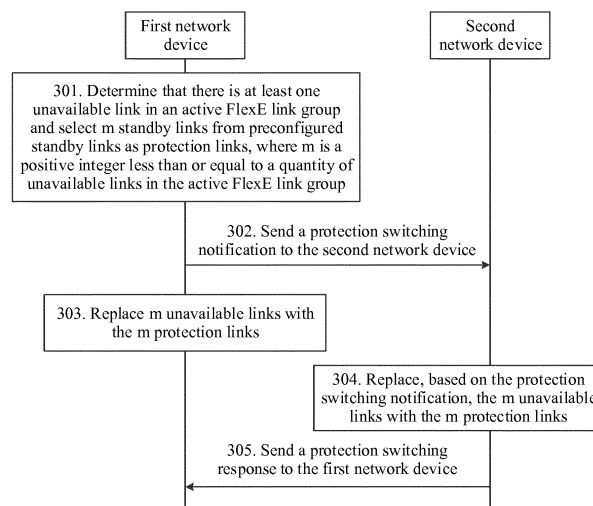 First network
device
Second
network device
301. Determine that there is at least one
unavailable link in an active FlexE link group
and select m standby links from preconfigured
standby links as protection links, where m is a
positive integer less than or equal to a quantity of
unavailable links in the active FlexE link group
302. Send a protection switching
notification to the second network device
303. Replace m unavailable links with
the m protection links
304. Replace, based on the protection
switching notification, the m unavailable
links with the m protection links
305. Send a protection switching
response to the first network device